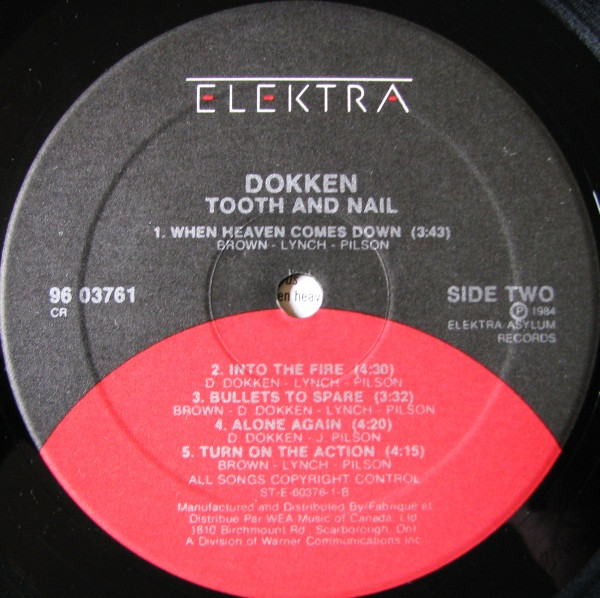 ELEKTRA
DOKKEN
TOOTH AND NAIL
1. WHEN HEAVEN COMES DOWN (3:43)
BROWN - LYNCH - PILSON
96 03761
CR
SIDE TWO
℗ 1984
ELEKTRA/ASYLUM
RECORDS
en heav
2. INTO THE FIRE (4:30)
D. DOKKEN - LYNCH - PILSON
3. BULLETS TO SPARE (3:32)
BROWN - D. DOKKEN - LYNCH - PILSON
4. ALONE AGAIN (4:20)
D. DOKKEN - J. PILSON
5. TURN ON THE ACTION (4:15)
BROWN - LYNCH - PILSON
ALL SONGS COPYRIGHT CONTROL
ST-E-60376-1-B
Manufactured and Distributed By/Fabrique et
Distribue Par WEA Music of Canada, Ltd
1810 Birchmount Rd., Scarborough, Ont
A Division of Warner Communications Inc.